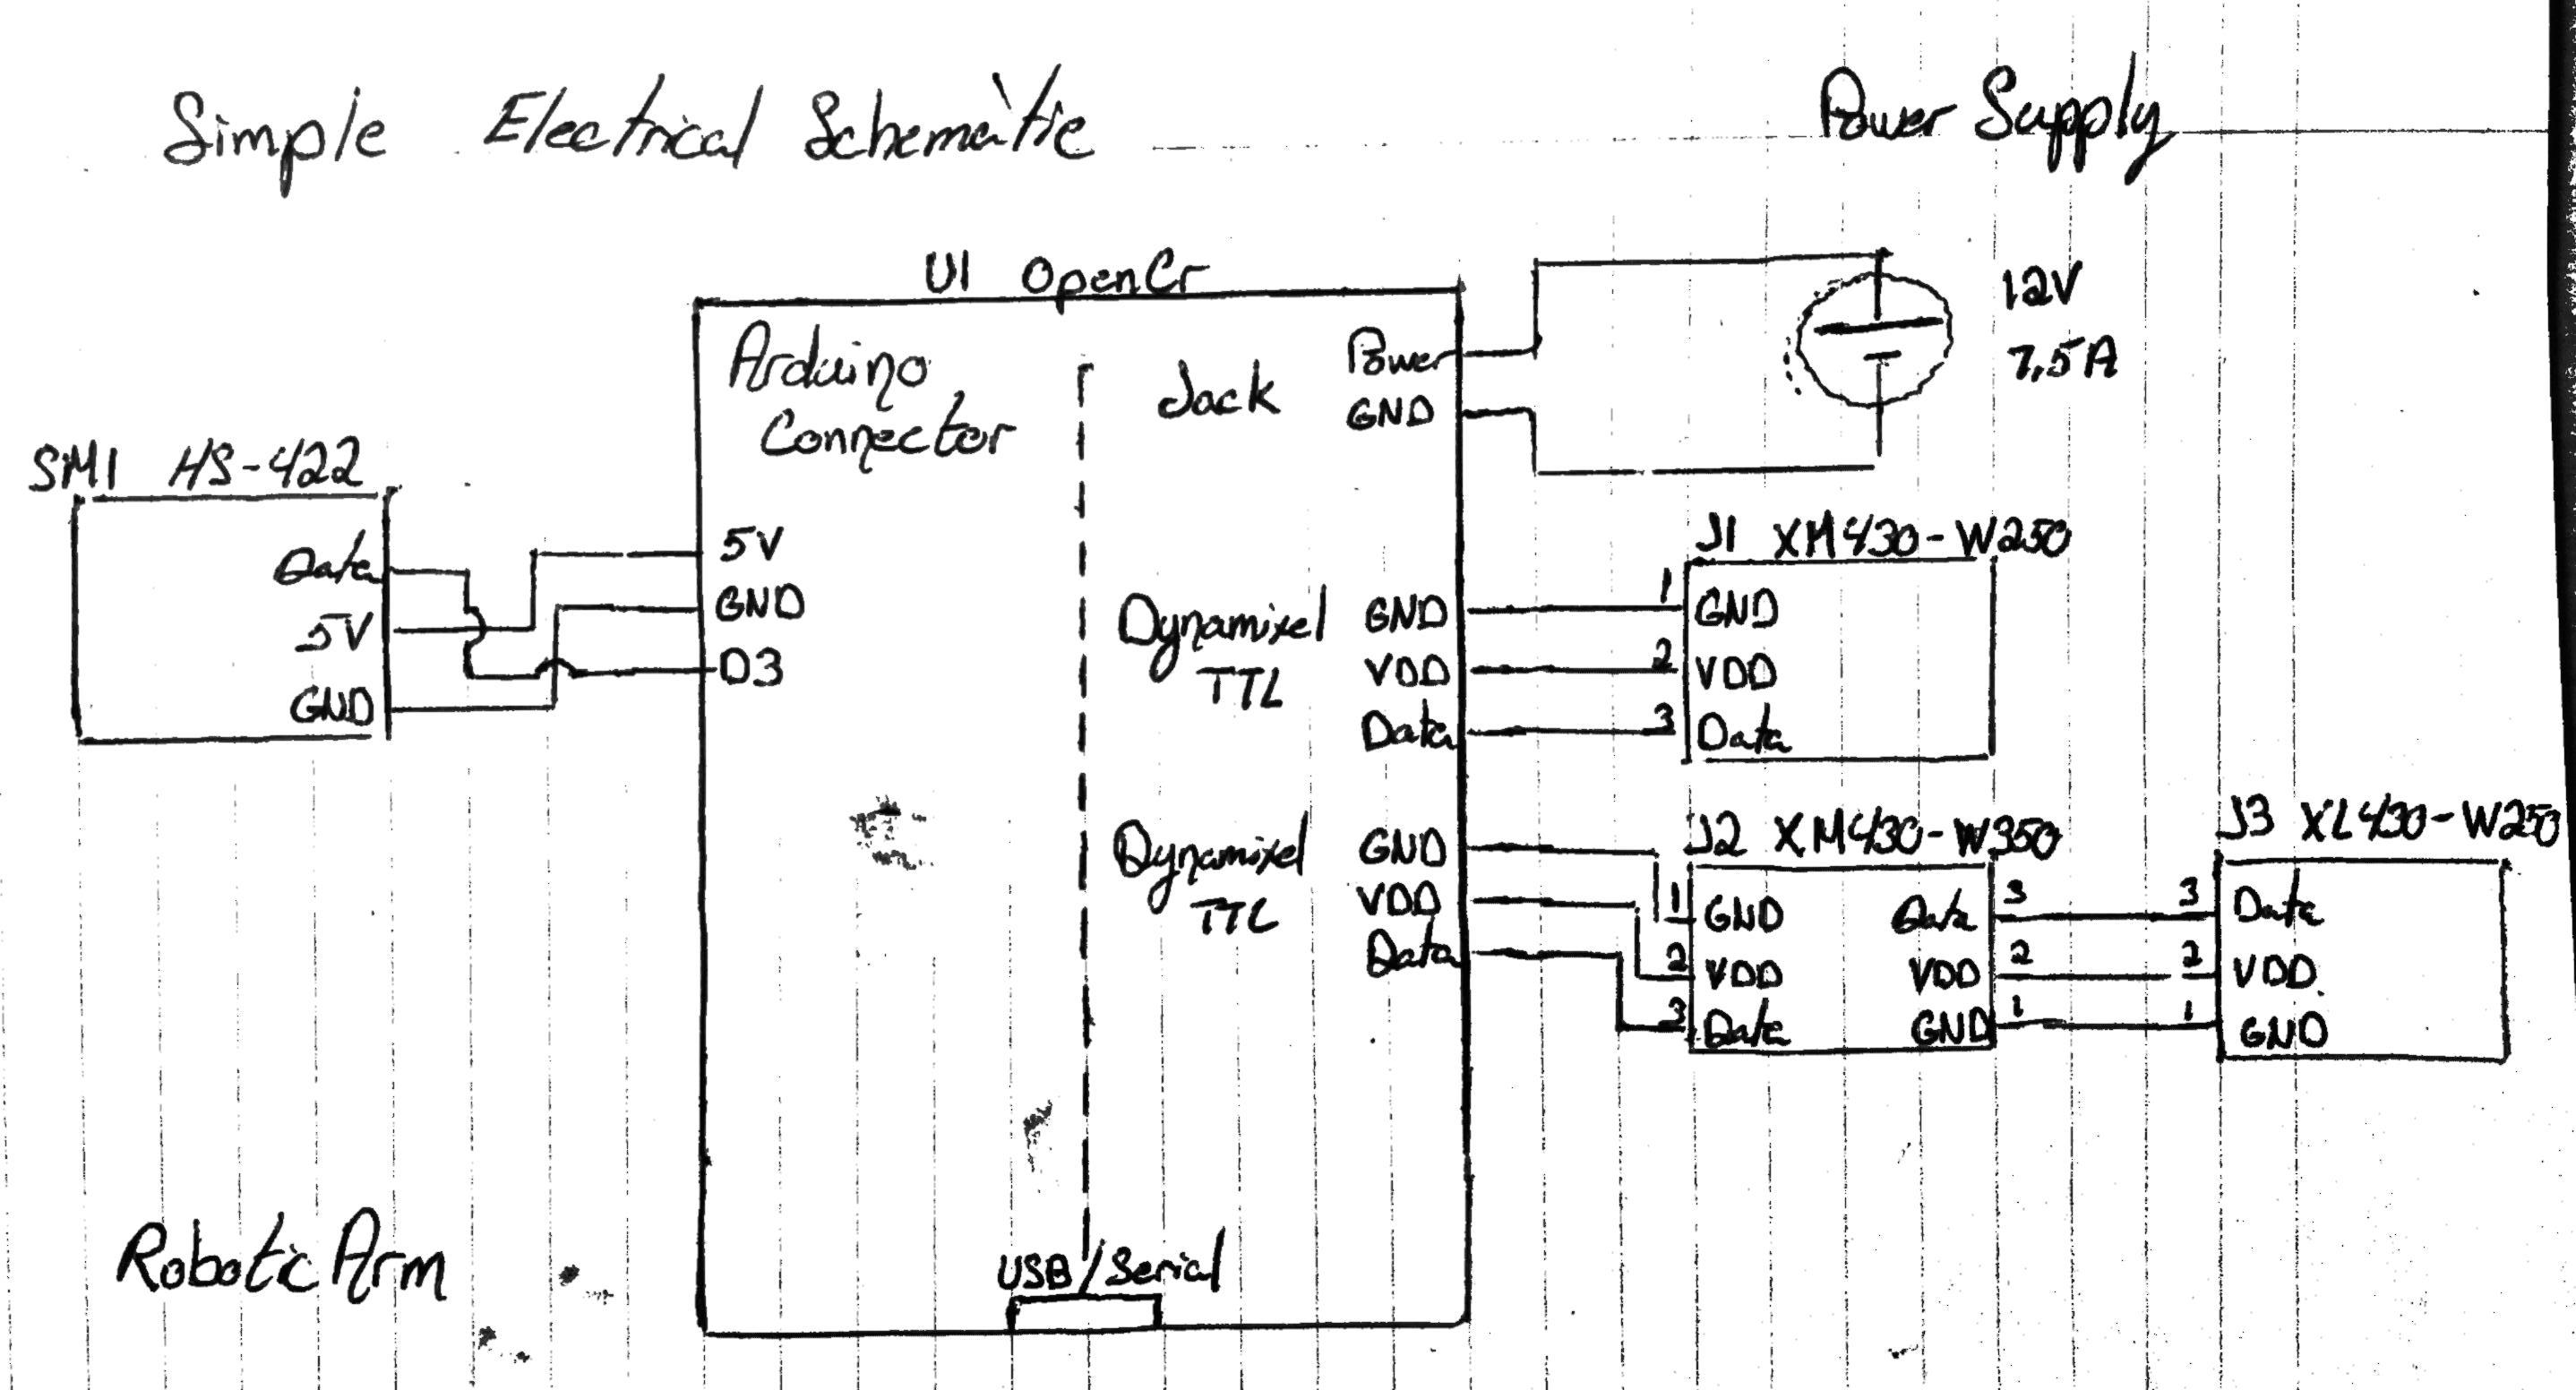 Simple Electrical Schematic
Power Supply
U1 OpenCr
12V
7,5A
Arduino
Connector
Jack
Power
GND
SM1 HS-422
Data
5V
GND
5V
GND
D3
Dynamixel
TTL
GND
VDD
Data
J1 XM430-W250
1 GND
2 VDD
3 Data
Dynamixel
TTL
GND
VDD
Data
J2 XM430-W350
1 GND
2 VDD
3 Data
Data 3
VDD 2
GND 1
J3 XL430-W250
3 Data
2 VDD
1 GND
USB/Serial
Robotic Arm